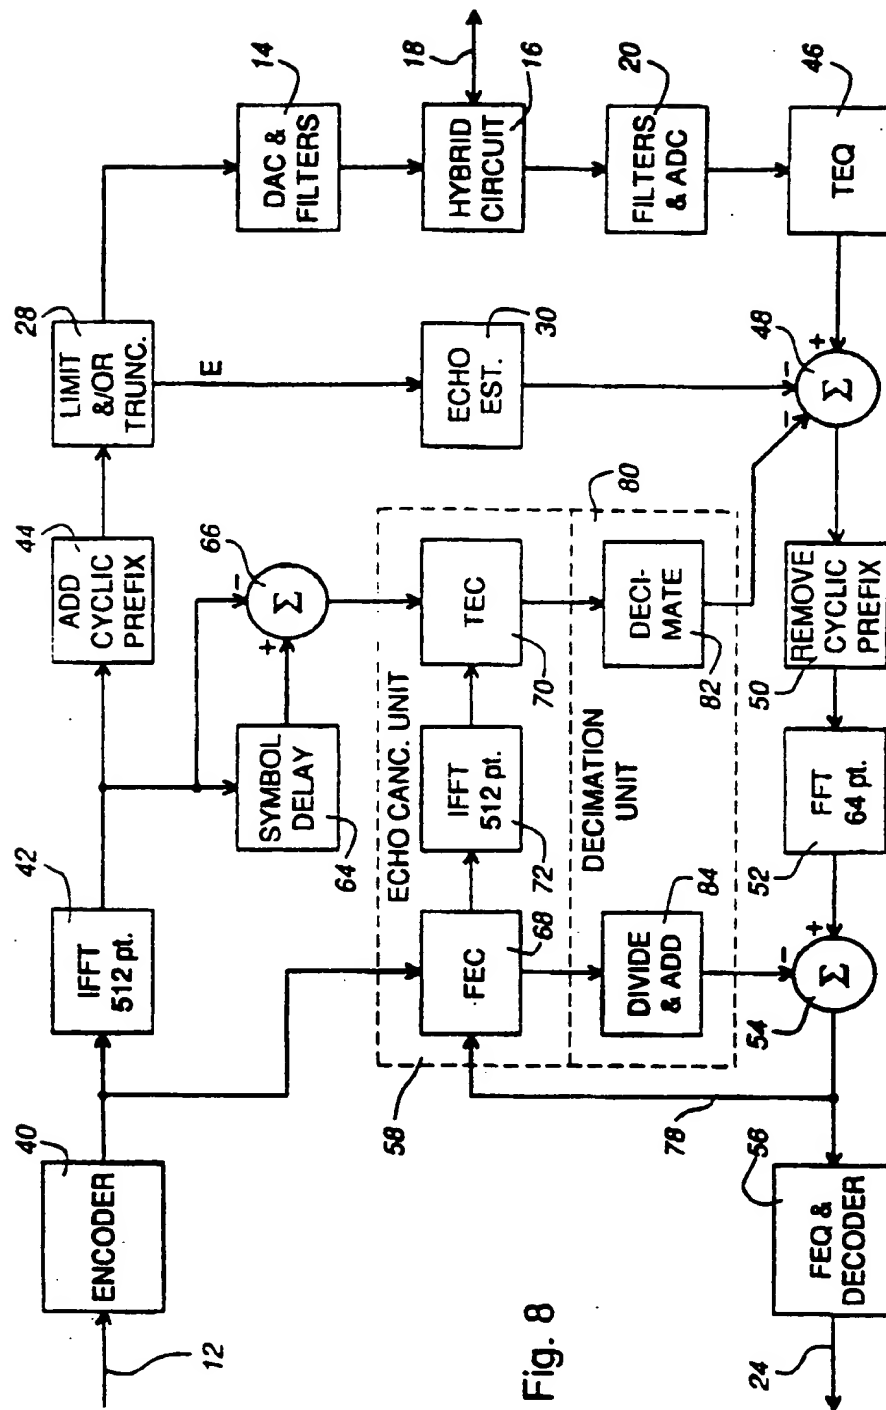 12
40
ENCODER
42
IFFT
512 pt.
44
ADD
CYCLIC
PREFIX
28
LIMIT
&/OR
TRUNC.
E
14
DAC &
FILTERS
18
HYBRID
CIRCUIT
16
20
FILTERS
& ADC
46
TEQ
64
SYMBOL
DELAY
66
Σ
+
-
30
ECHO
EST.
58
ECHO CANC. UNIT
FEC
68
IFFT
512 pt.
72
TEC
70
80
DECIMATION
UNIT
84
DIVIDE
& ADD
DECI-
MATE
82
48
Σ
+
-
-
REMOVE
CYCLIC
PREFIX
50
FFT
64 pt.
52
54
Σ
+
-
78
56
FEQ &
DECODER
24
Fig. 8